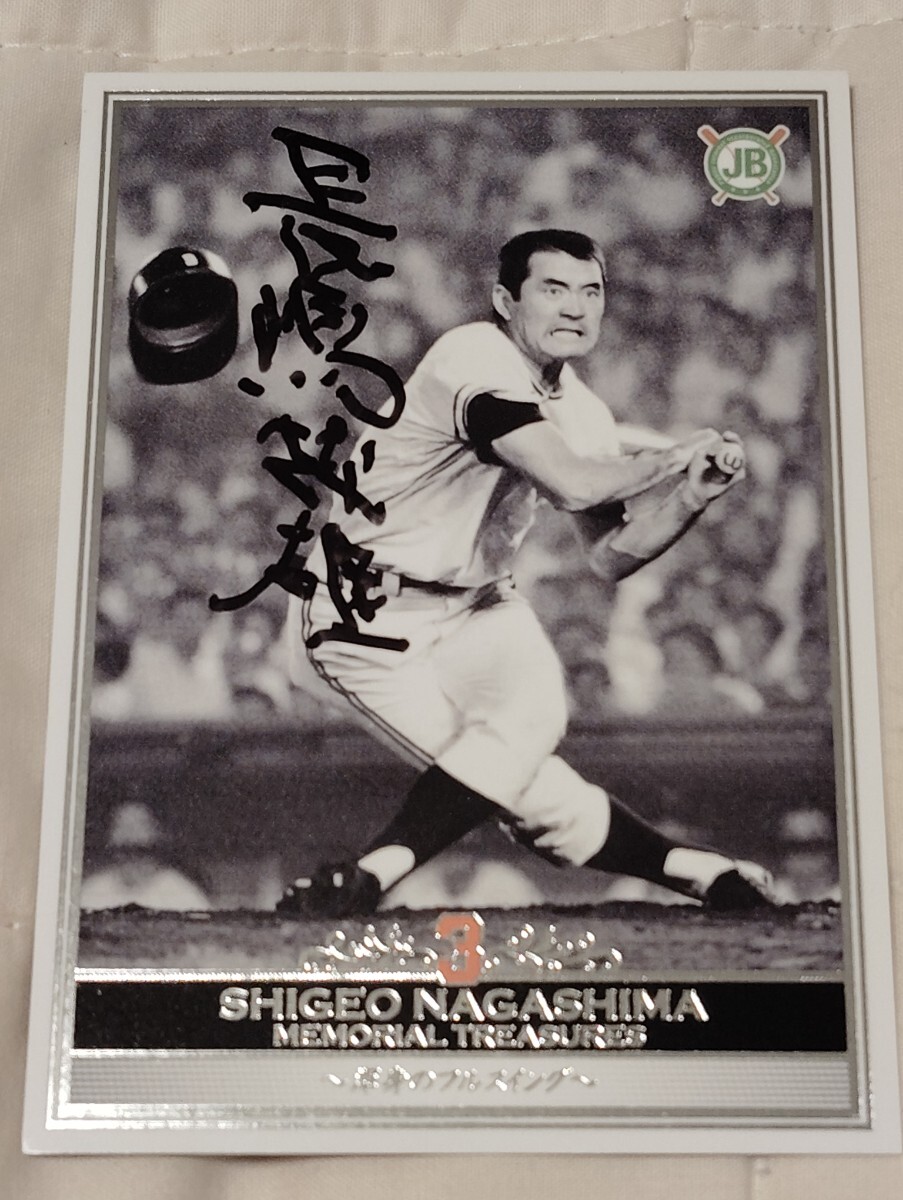 長嶋茂雄
JB
3
SHIGEO NAGASHIMA
MEMORIAL TREASURES
~渾身のフルスイング~